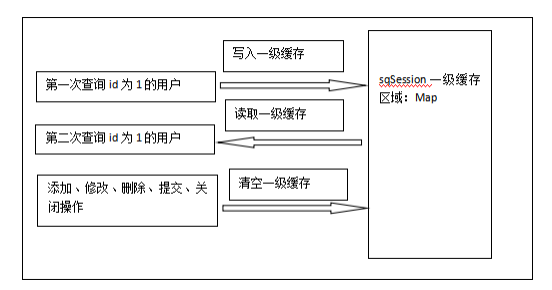 写入一级缓存
第一次查询 id 为 1 的用户
sqSession 一级缓存
区域：Map
读取一级缓存
第二次查询 id 为 1 的用户
清空一级缓存
添加、修改、删除、提交、关
闭操作